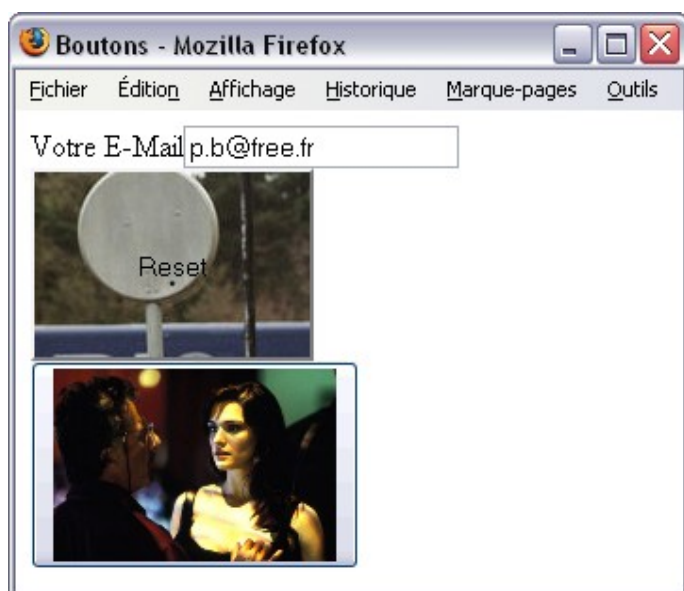 Boutons - Mozilla Firefox
Fichier Édition Affichage Historique Marque-pages Outils
Votre E-Mail p.b@free.fr
Reset